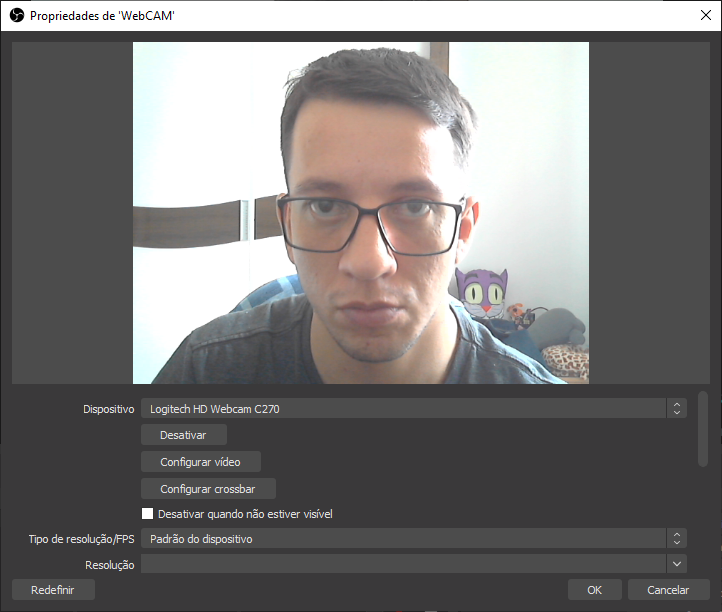 Propriedades de 'WebCAM'
Dispositivo Logitech HD Webcam C270
Desativar
Configurar vídeo
Configurar crossbar
Desativar quando não estiver visível
Tipo de resolução/FPS Padrão do dispositivo
Resolução
Redefinir OK Cancelar